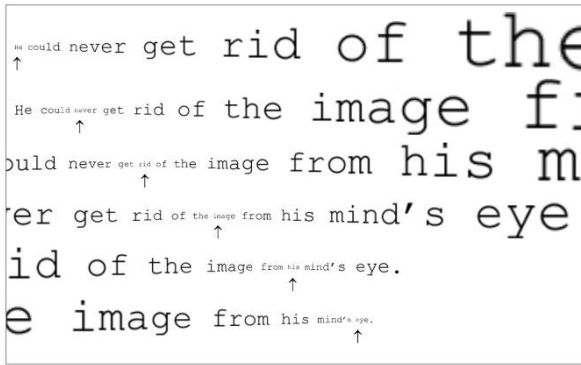 He could never get rid of the
He could never get rid of the image fi
ould never get rid of the image from his m
er get rid of the image from his mind's eye
id of the image from his mind's eye.
e image from his mind's eye.